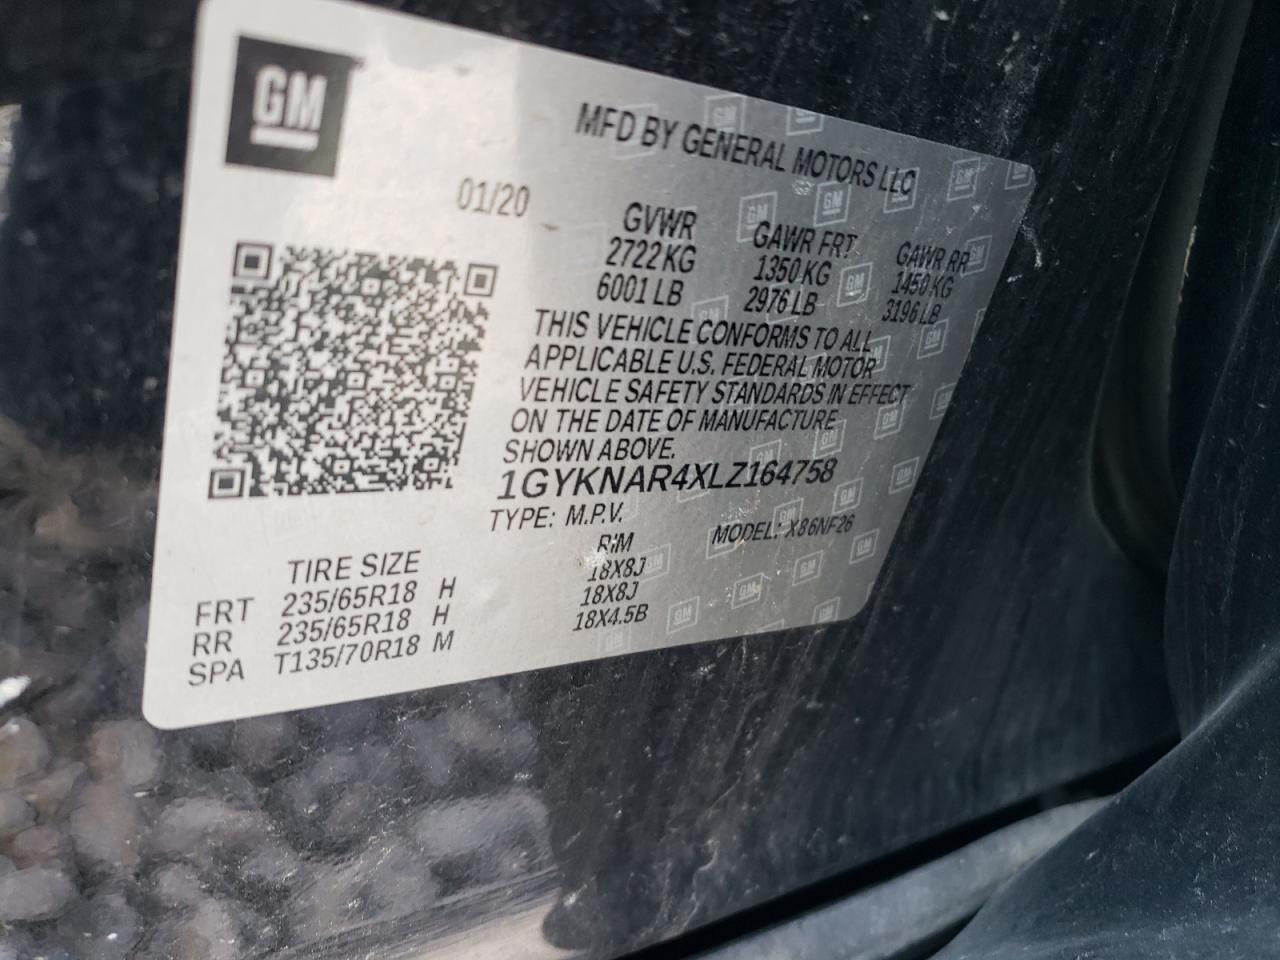 GM
MFD BY GENERAL MOTORS LLC
01/20
GVWR GAWR FRT GAWR RR
2722 KG 1350 KG 1450 KG
6001 LB 2976 LB 3196 LB
THIS VEHICLE CONFORMS TO ALL
APPLICABLE U.S. FEDERAL MOTOR
VEHICLE SAFETY STANDARDS IN EFFECT
ON THE DATE OF MANUFACTURE
SHOWN ABOVE.
1GYKNAR4XLZ164758
TYPE: M.P.V. MODEL: X86NF26
TIRE SIZE RIM
FRT 235/65R18 H 18X8J
RR 235/65R18 H 18X8J
SPA T135/70R18 M 18X4.5B